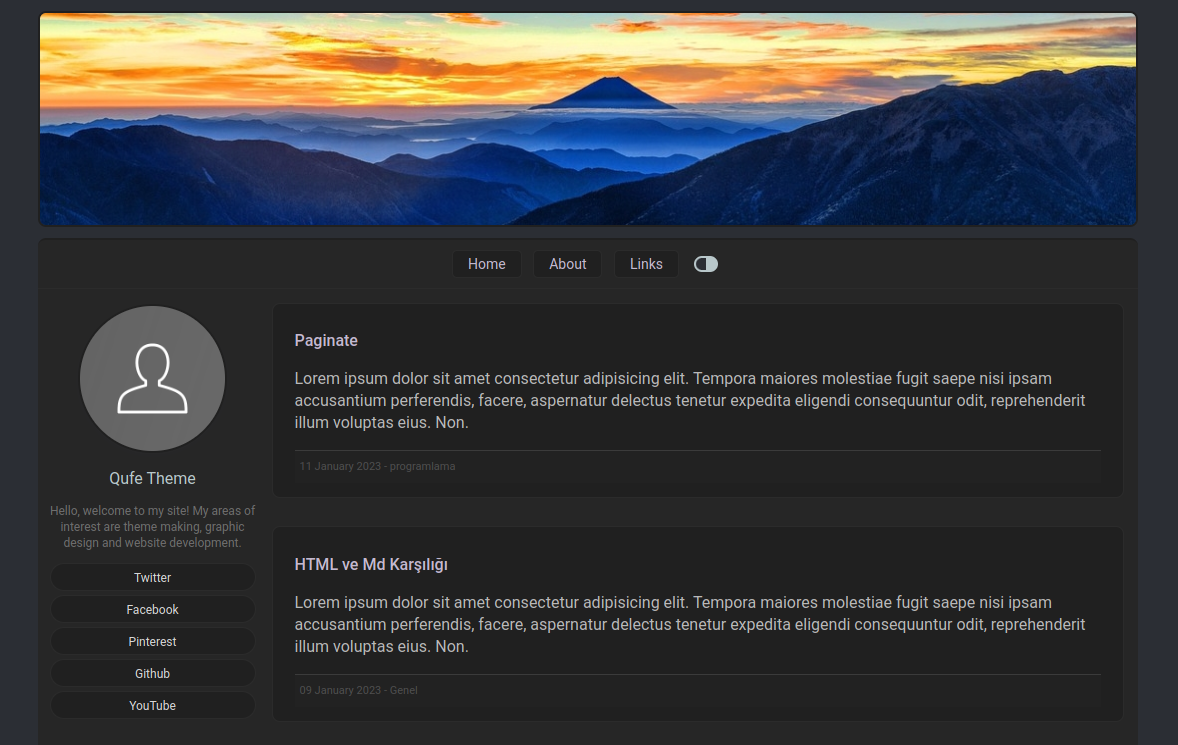 Home
About
Links
Qufe Theme
Hello, welcome to my site! My areas of
interest are theme making, graphic
design and website development.
Twitter
Facebook
Pinterest
Github
YouTube
Paginate
Lorem ipsum dolor sit amet consectetur adipisicing elit. Tempora maiores molestiae fugit saepe nisi ipsam
accusantium perferendis, facere, aspernatur delectus tenetur expedita eligendi consequuntur odit, reprehenderit
illum voluptas eius. Non.
11 January 2023 - programlama
HTML ve Md Karşılığı
Lorem ipsum dolor sit amet consectetur adipisicing elit. Tempora maiores molestiae fugit saepe nisi ipsam
accusantium perferendis, facere, aspernatur delectus tenetur expedita eligendi consequuntur odit, reprehenderit
illum voluptas eius. Non.
09 January 2023 - Genel